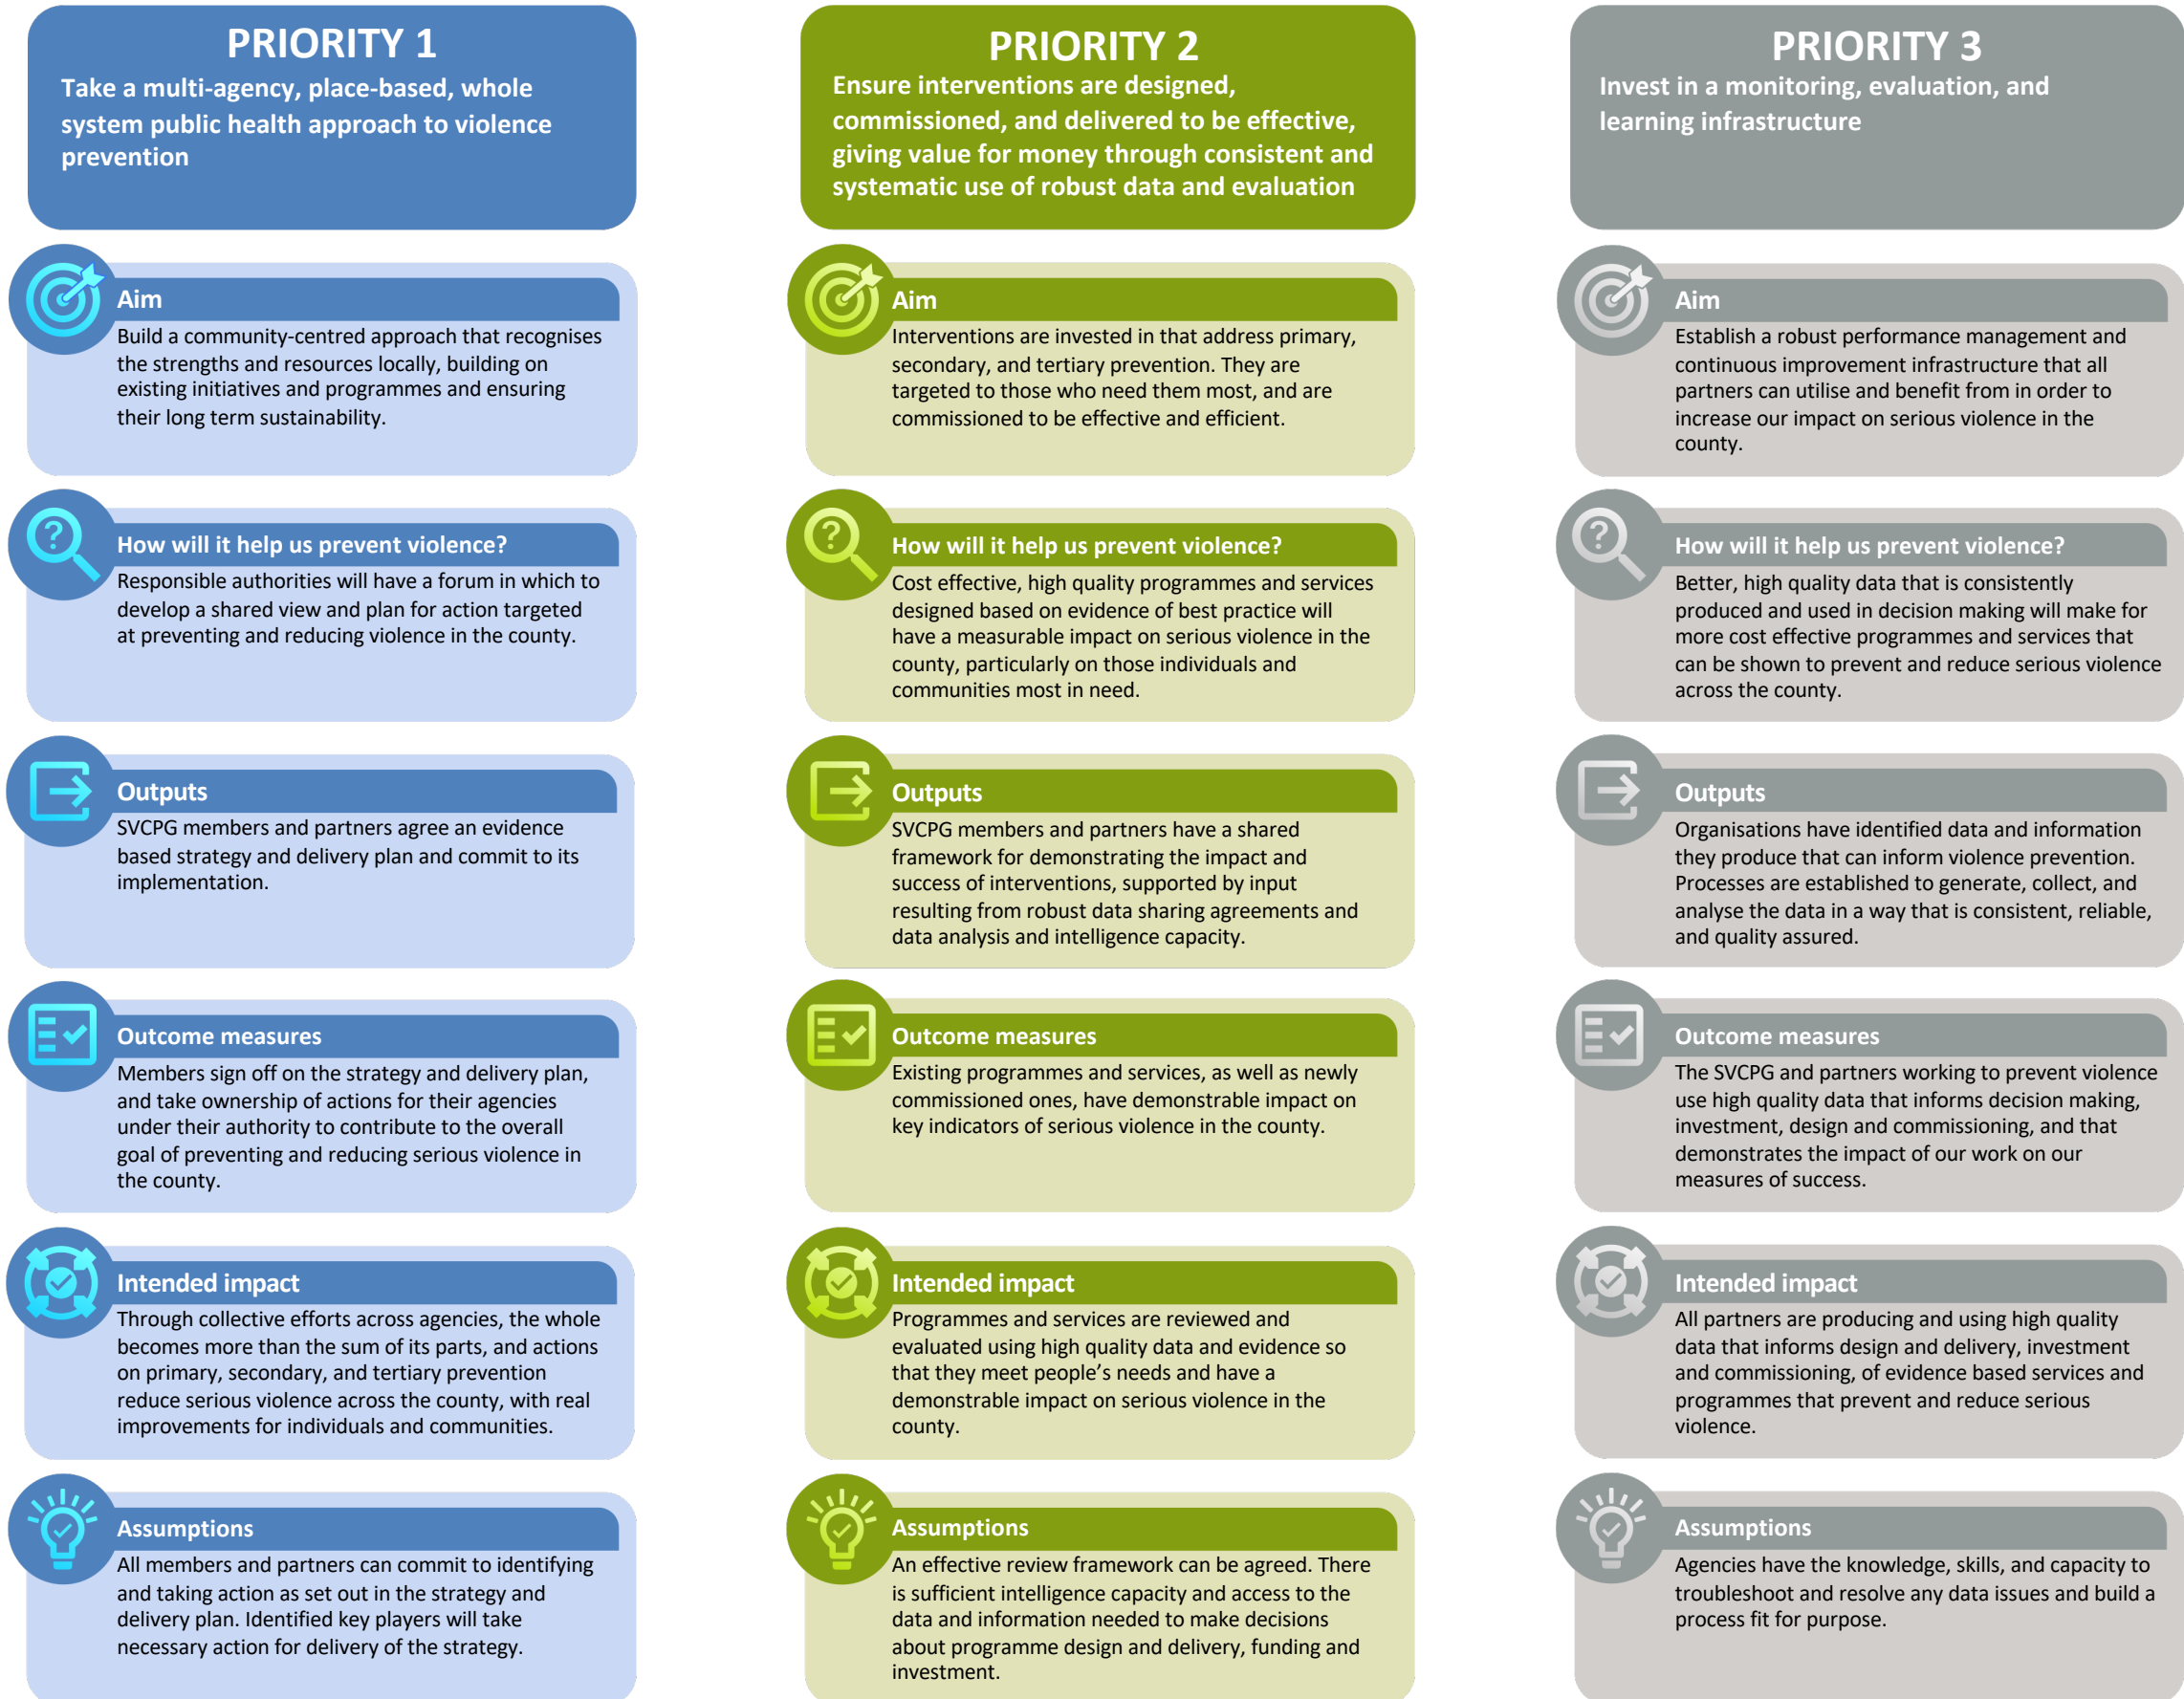 PRIORITY 1
Take a multi-agency, place-based, whole
system public health approach to violence
prevention
Aim
Build a community-centred approach that recognises
the strengths and resources locally, building on
existing initiatives and programmes and ensuring
their long term sustainability.
How will it help us prevent violence?
Responsible authorities will have a forum in which to
develop a shared view and plan for action targeted
at preventing and reducing violence in the county.
Outputs
SVCPG members and partners agree an evidence
based strategy and delivery plan and commit to its
implementation.
Outcome measures
Members sign off on the strategy and delivery plan,
and take ownership of actions for their agencies
under their authority to contribute to the overall
goal of preventing and reducing serious violence in
the county.
Intended impact
Through collective efforts across agencies, the whole
becomes more than the sum of its parts, and actions
on primary, secondary, and tertiary prevention
reduce serious violence across the county, with real
improvements for individuals and communities.
Assumptions
All members and partners can commit to identifying
and taking action as set out in the strategy and
delivery plan. Identified key players will take
necessary action for delivery of the strategy.
PRIORITY 2
Ensure interventions are designed,
commissioned, and delivered to be effective,
giving value for money through consistent and
systematic use of robust data and evaluation
Aim
Interventions are invested in that address primary,
secondary, and tertiary prevention. They are
targeted to those who need them most, and are
commissioned to be effective and efficient.
How will it help us prevent violence?
Cost effective, high quality programmes and services
designed based on evidence of best practice will
have a measurable impact on serious violence in the
county, particularly on those individuals and
communities most in need.
Outputs
SVCPG members and partners have a shared
framework for demonstrating the impact and
success of interventions, supported by input
resulting from robust data sharing agreements and
data analysis and intelligence capacity.
Outcome measures
Existing programmes and services, as well as newly
commissioned ones, have demonstrable impact on
key indicators of serious violence in the county.
Intended impact
Programmes and services are reviewed and
evaluated using high quality data and evidence so
that they meet people’s needs and have a
demonstrable impact on serious violence in the
county.
Assumptions
An effective review framework can be agreed. There
is sufficient intelligence capacity and access to the
data and information needed to make decisions
about programme design and delivery, funding and
investment.
PRIORITY 3
Invest in a monitoring, evaluation, and
learning infrastructure
Aim
Establish a robust performance management and
continuous improvement infrastructure that all
partners can utilise and benefit from in order to
increase our impact on serious violence in the
county.
How will it help us prevent violence?
Better, high quality data that is consistently
produced and used in decision making will make for
more cost effective programmes and services that
can be shown to prevent and reduce serious violence
across the county.
Outputs
Organisations have identified data and information
they produce that can inform violence prevention.
Processes are established to generate, collect, and
analyse the data in a way that is consistent, reliable,
and quality assured.
Outcome measures
The SVCPG and partners working to prevent violence
use high quality data that informs decision making,
investment, design and commissioning, and that
demonstrates the impact of our work on our
measures of success.
Intended impact
All partners are producing and using high quality
data that informs design and delivery, investment
and commissioning, of evidence based services and
programmes that prevent and reduce serious
violence.
Assumptions
Agencies have the knowledge, skills, and capacity to
troubleshoot and resolve any data issues and build a
process fit for purpose.